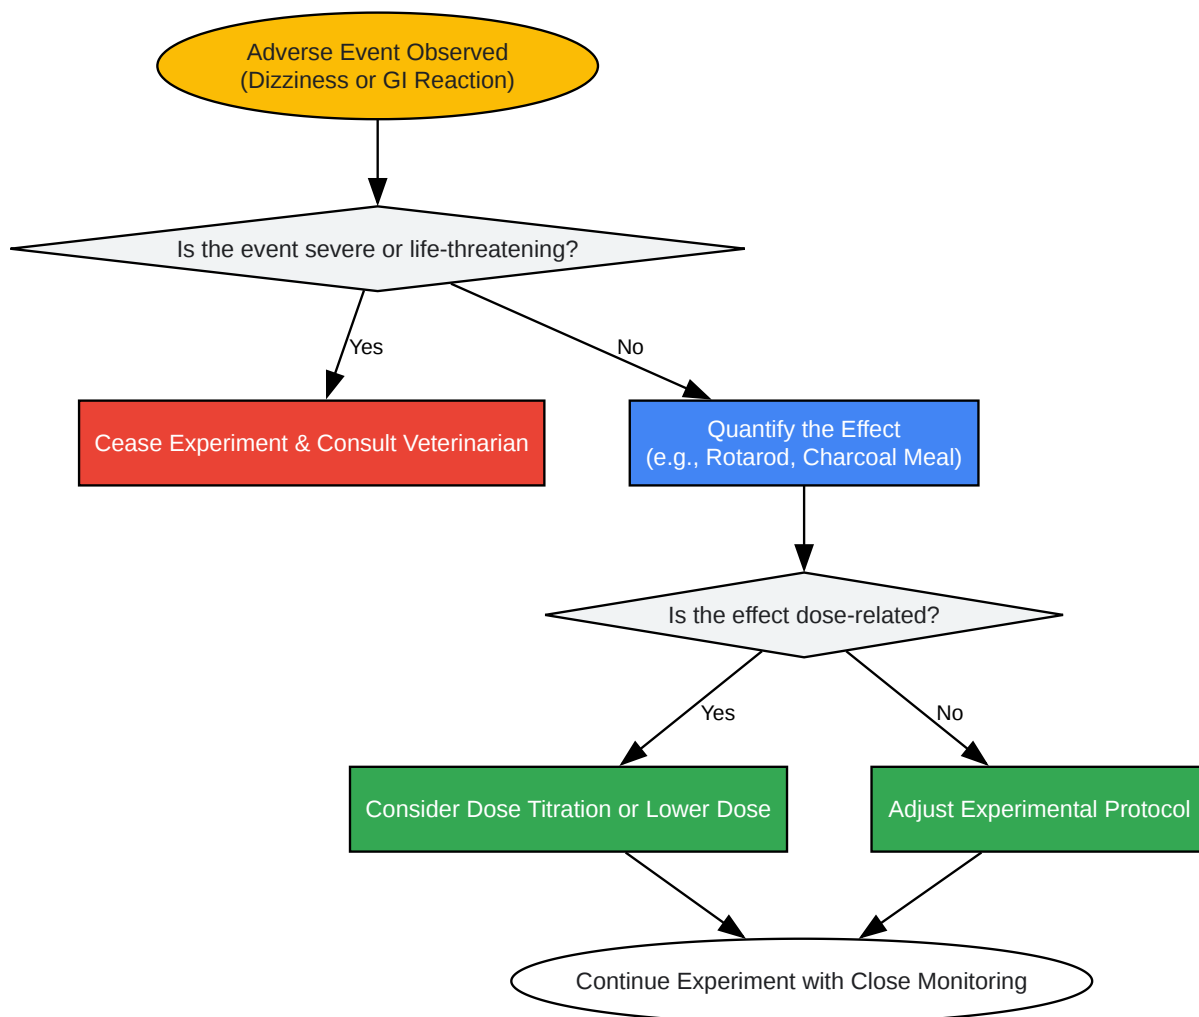 Adverse Event Observed
(Dizziness or GI Reaction)
Is the event severe or life-threatening?
Yes
No
Cease Experiment & Consult Veterinarian
Quantify the Effect
(e.g., Rotarod, Charcoal Meal)
Is the effect dose-related?
Yes
No
Consider Dose Titration or Lower Dose
Adjust Experimental Protocol
Continue Experiment with Close Monitoring